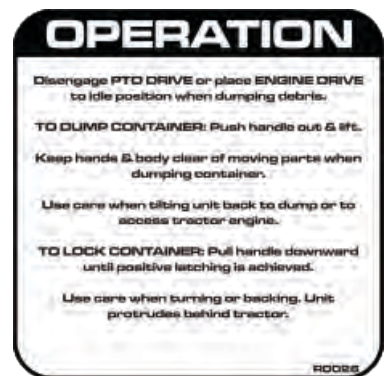 OPERATION
Disengage PTO DRIVE or place ENGINE DRIVE
to idle position when dumping debris.
TO DUMP CONTAINER: Push handle out & lift.
Keep hands & body clear of moving parts when
dumping container.
Use care when tilting unit back to dump or to
access tractor engine.
TO LOCK CONTAINER: Pull handle downward
until positive latching is achieved.
Use care when turning or backing. Unit
protrudes behind tractor.
R0026